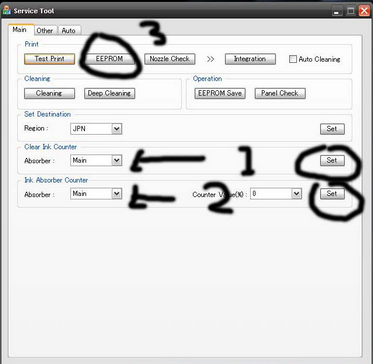 Service Tool
Main Other Auto
3
Print
Test Print EEPROM Nozzle Check >> Integration Auto Cleaning
Cleaning Operation
Cleaning Deep Cleaning EEPROM Save Panel Check
Set Destination
Region : JPN Set
Clear Ink Counter
Absorber : Main 1 Set
Ink Absorber Counter
Absorber : Main 2 Counter Value(%) : 0 Set